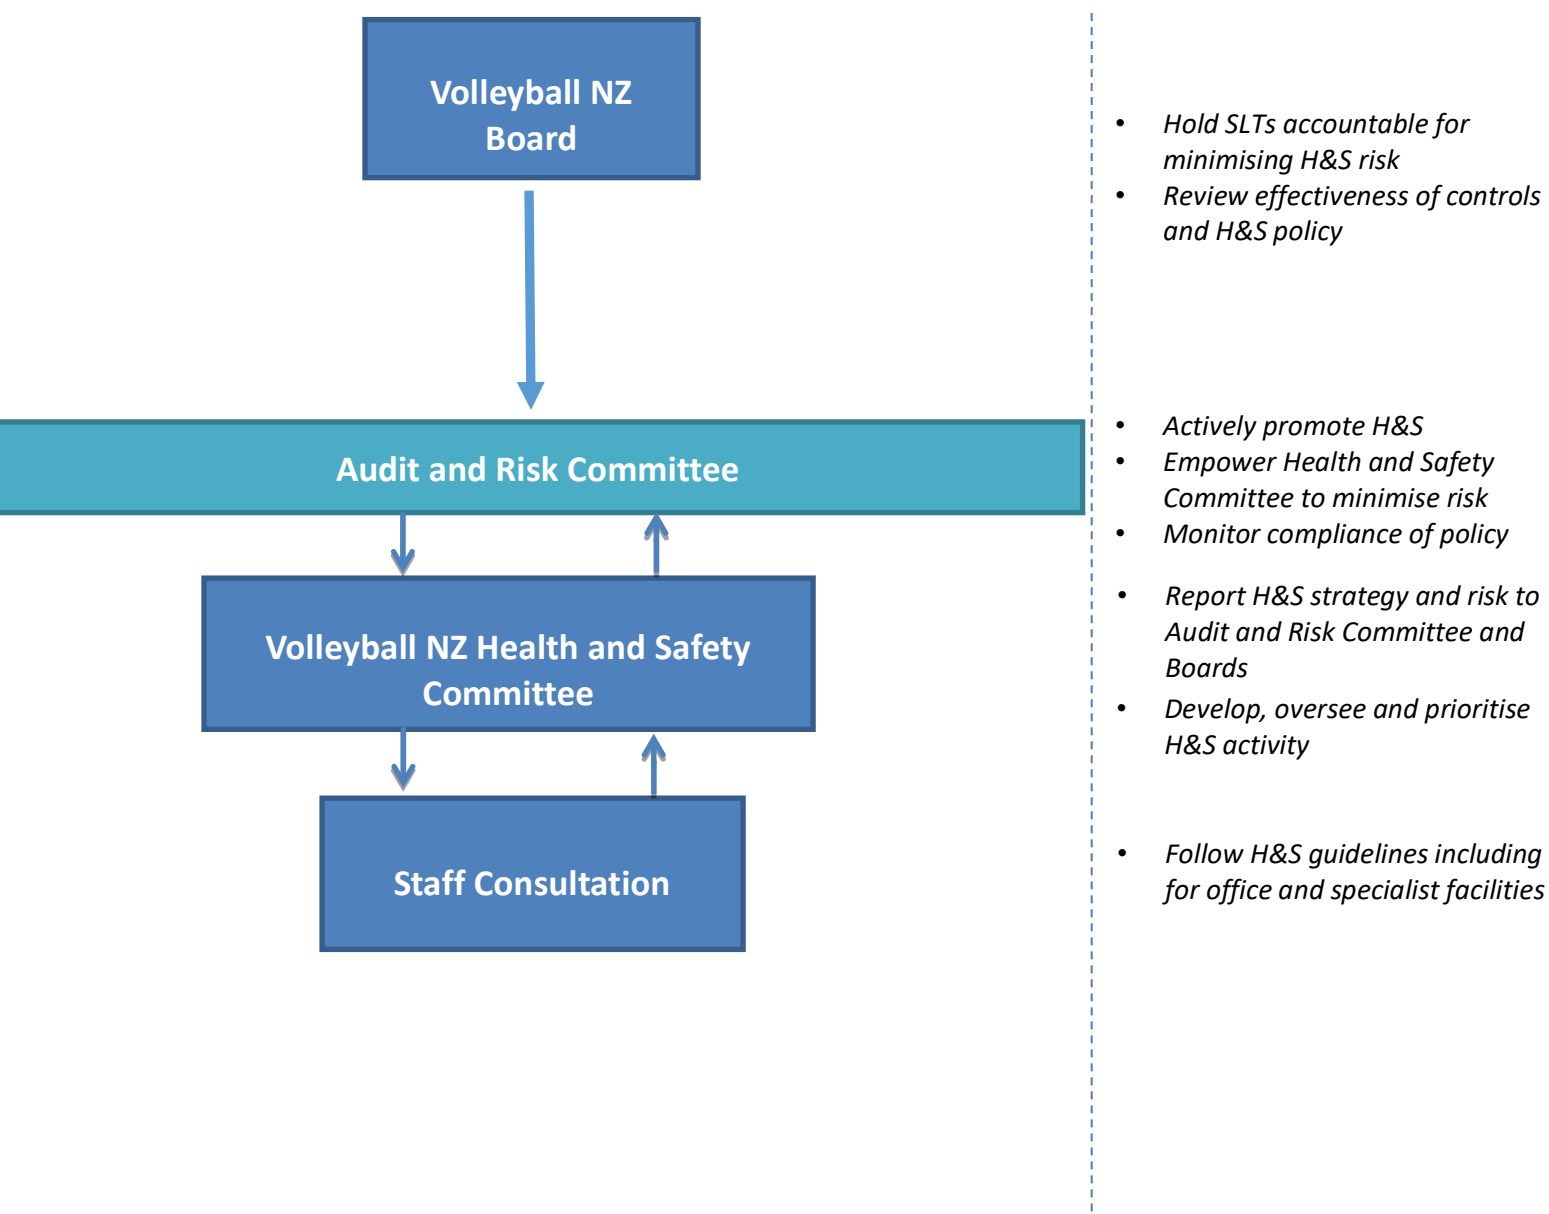 Volleyball NZ
Board
• Hold SLTs accountable for
minimising H&S risk
• Review effectiveness of controls
and H&S policy
Audit and Risk Committee
• Actively promote H&S
• Empower Health and Safety
Committee to minimise risk
• Monitor compliance of policy
Volleyball NZ Health and Safety
Committee
• Report H&S strategy and risk to
Audit and Risk Committee and
Boards
• Develop, oversee and prioritise
H&S activity
Staff Consultation
• Follow H&S guidelines including
for office and specialist facilities